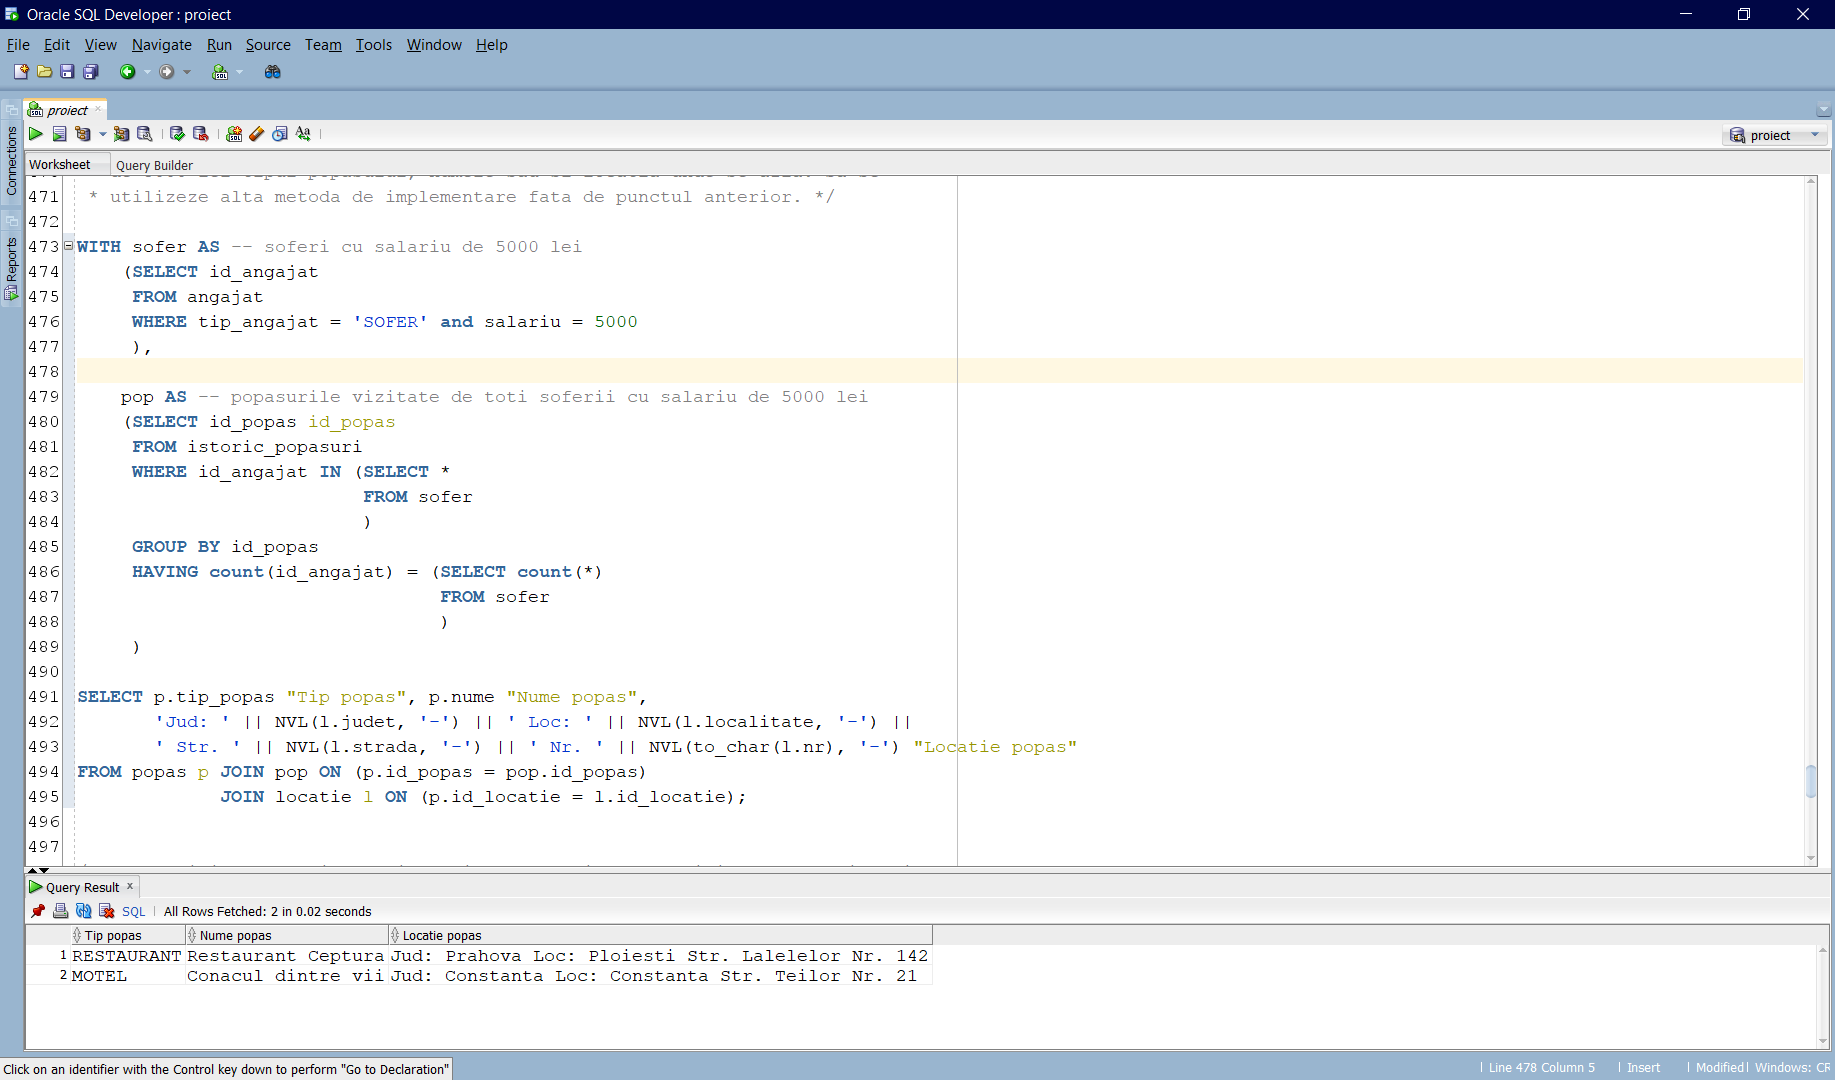 Oracle SQL Developer : proiect
File Edit View Navigate Run Source Team Tools Window Help
proiect
proiect
Worksheet Query Builder
Connections
Reports
471 * utilizeze alta metoda de implementare fata de punctul anterior. */
472
473 WITH sofer AS -- soferi cu salariu de 5000 lei
474 (SELECT id_angajat
475 FROM angajat
476 WHERE tip_angajat = 'SOFER' and salariu = 5000
477 ),
478
479 pop AS -- popasurile vizitate de toti soferii cu salariu de 5000 lei
480 (SELECT id_popas id_popas
481 FROM istoric_popasuri
482 WHERE id_angajat IN (SELECT *
483 FROM sofer
484 )
485 GROUP BY id_popas
486 HAVING count(id_angajat) = (SELECT count(*)
487 FROM sofer
488 )
489 )
490
491 SELECT p.tip_popas "Tip popas", p.nume "Nume popas",
492 'Jud: ' || NVL(l.judet, '-') || ' Loc: ' || NVL(l.localitate, '-') ||
493 ' Str. ' || NVL(l.strada, '-') || ' Nr. ' || NVL(to_char(l.nr), '-') "Locatie popas"
494 FROM popas p JOIN pop ON (p.id_popas = pop.id_popas)
495 JOIN locatie l ON (p.id_locatie = l.id_locatie);
496
497
Query Result x
SQL | All Rows Fetched: 2 in 0.02 seconds
Tip popas Nume popas Locatie popas
1 RESTAURANT Restaurant Ceptura Jud: Prahova Loc: Ploiesti Str. Lalelelor Nr. 142
2 MOTEL Conacul dintre vii Jud: Constanta Loc: Constanta Str. Teilor Nr. 21
Click on an identifier with the Control key down to perform "Go to Declaration"
Line 478 Column 5 | Insert | Modified | Windows: CR